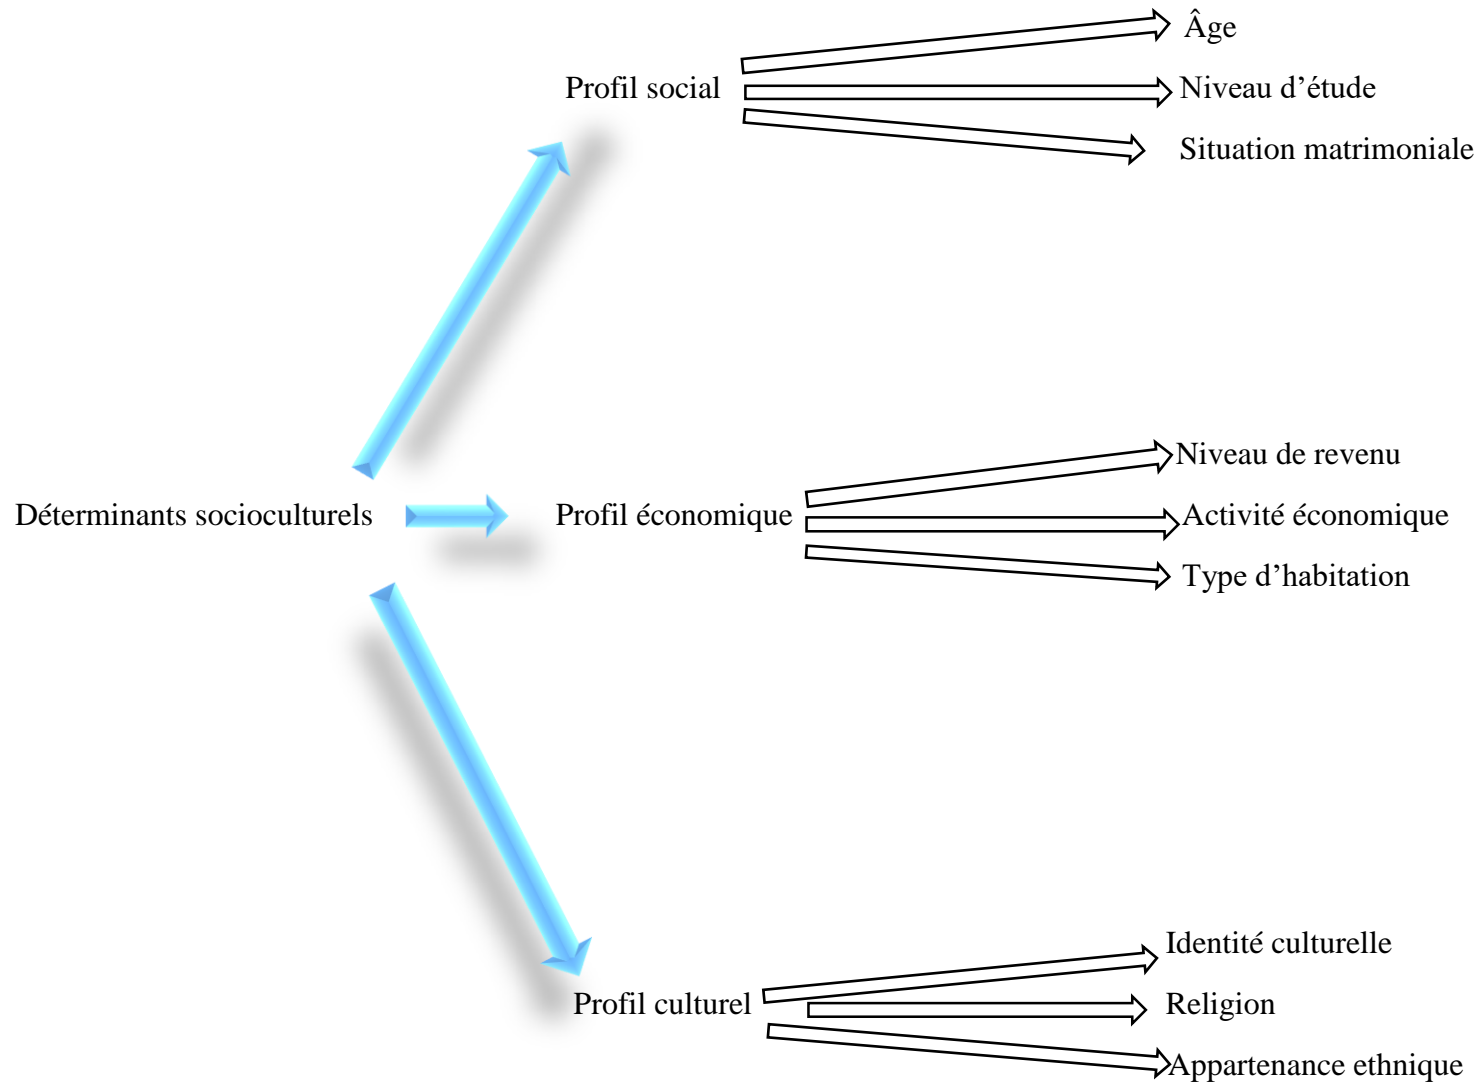 Âge
Profil social
Niveau d’étude
Situation matrimoniale
Niveau de revenu
Déterminants socioculturels
Profil économique
Activité économique
Type d’habitation
Identité culturelle
Profil culturel
Religion
Appartenance ethnique